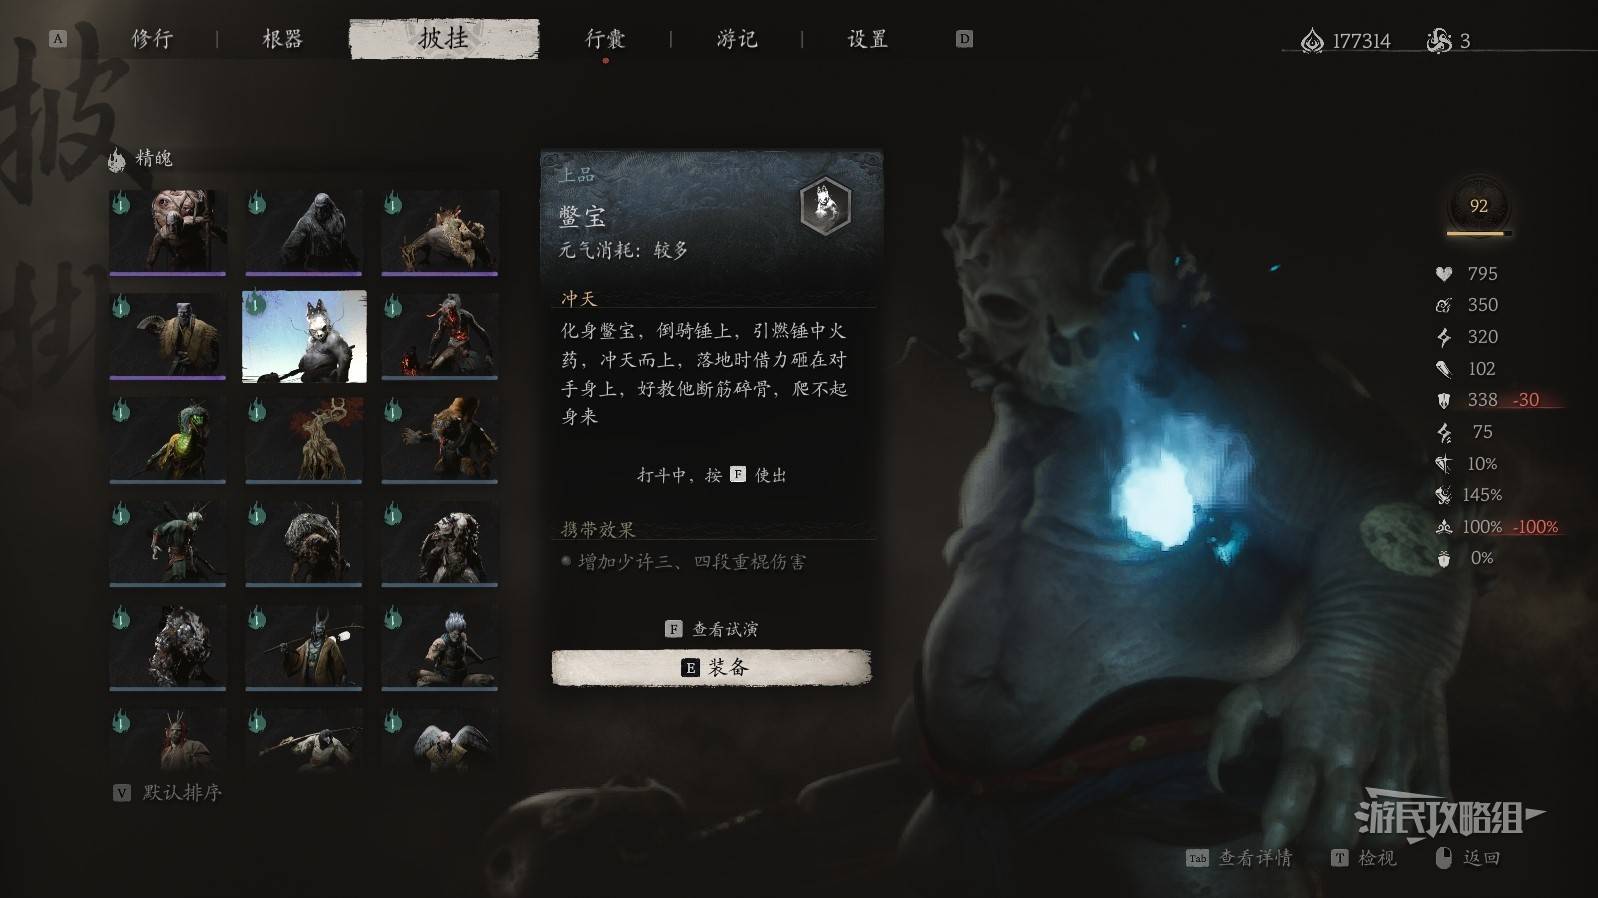 A 修行 | 根器 披挂 行囊 | 游记 | 设置 D
177314 3
披挂
精魄
上品
鳖宝
元气消耗：较多
冲天
化身鳖宝，倒骑锤上，引燃锤中火
药，冲天而上，落地时借力砸在对
手身上，好教他断筋碎骨，爬不起
身来
打斗中，按 F 使出
携带效果
增加少许三、四段重棍伤害
F 查看试演
E 装备
V 默认排序
92
795
350
320
102
338 -30
75
10%
145%
100% -100%
0%
游民攻略组
Tab 查看详情 T 检视 返回